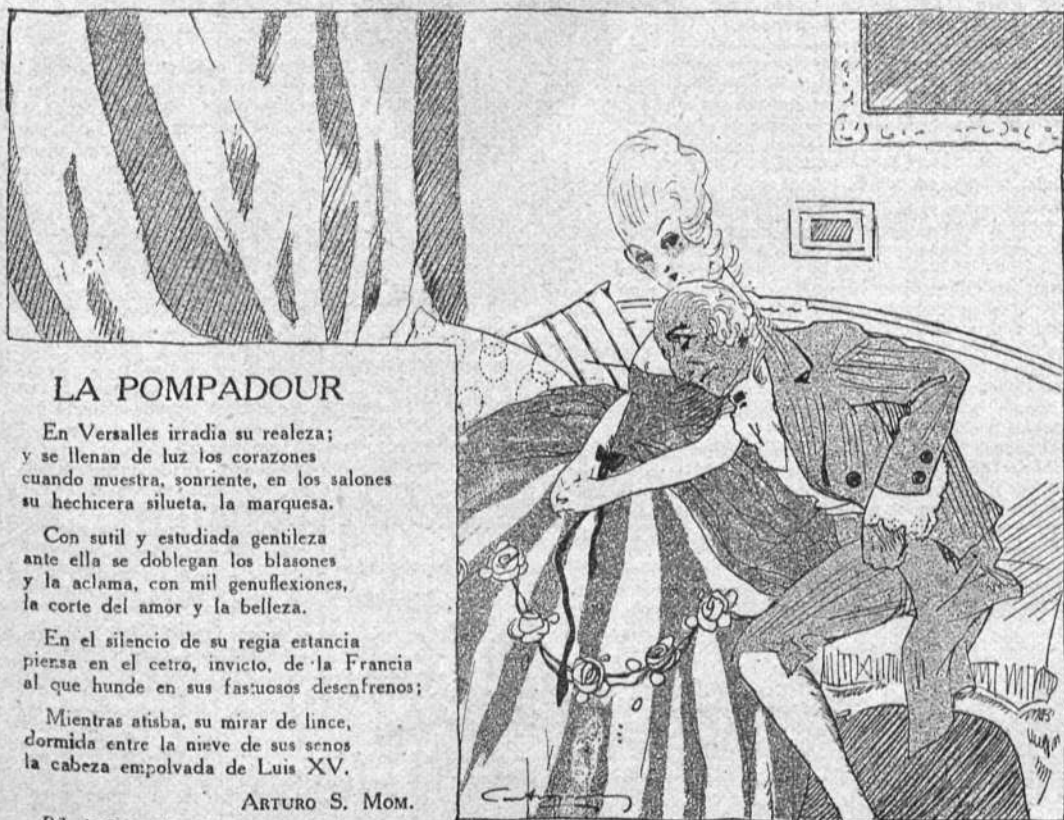 LA POMPADOUR
En Versalles irradia su realeza;
y se llenan de luz los corazones
cuando muestra, sonriente, en los salones
su hechicera silueta, la marquesa.
Con sutil y estudiada gentileza
ante ella se doblegan los blasones
y la aclama, con mil genuflexiones,
la corte del amor y la belleza.
En el silencio de su regia estancia
piensa en el cetro, invicto, de la Francia
al que hunde en sus fastuosos desenfrenos;
Mientras atisba, su mirar de lince,
dormida entre la nieve de sus senos
la cabeza empolvada de Luis XV.
ARTURO S. MOM.